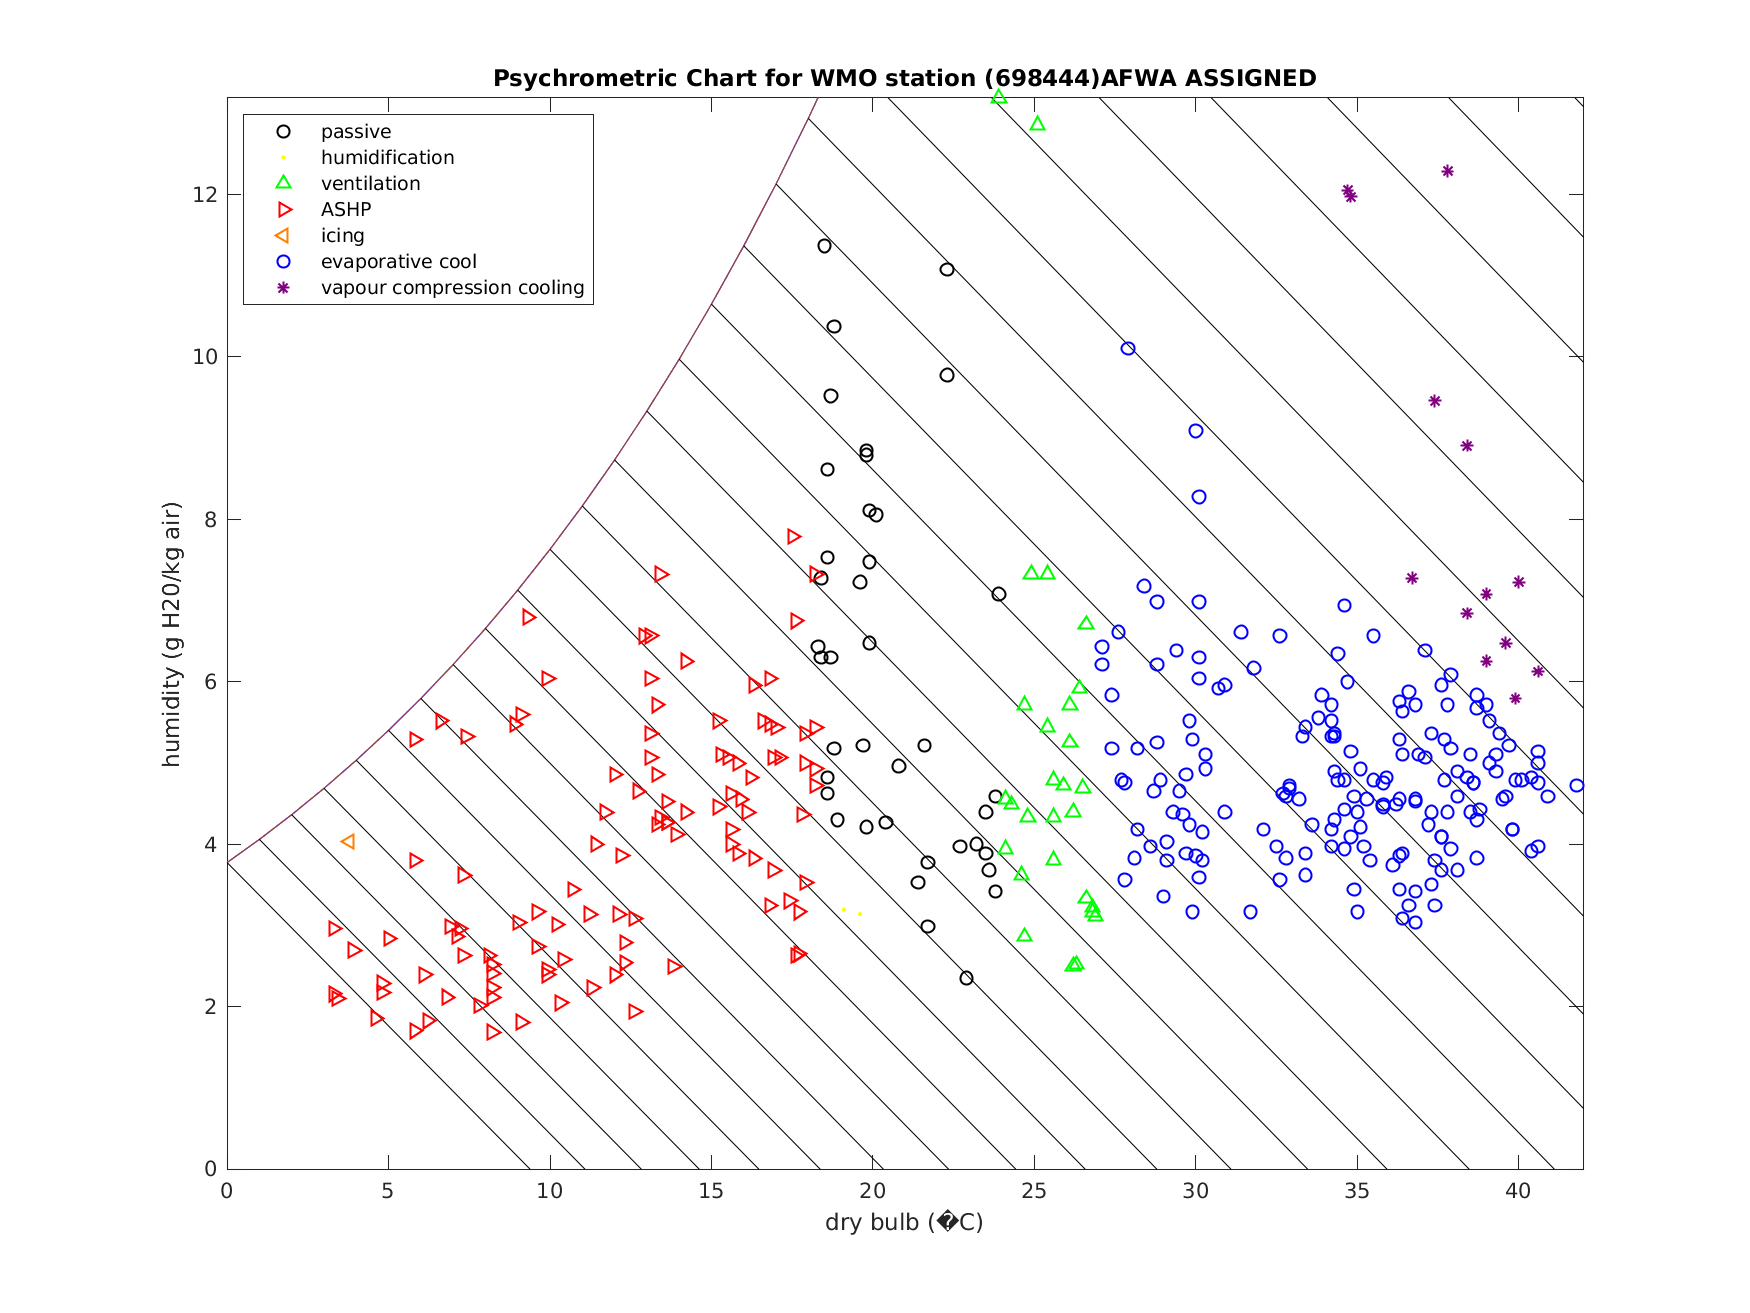 Psychrometric Chart for WMO station (698444)AFWA ASSIGNED
passive
humidification
ventilation
ASHP
icing
evaporative cool
vapour compression cooling
humidity (g H20/kg air)
12
10
8
6
4
2
0
0 5 10 15 20 25 30 35 40
dry bulb (�C)